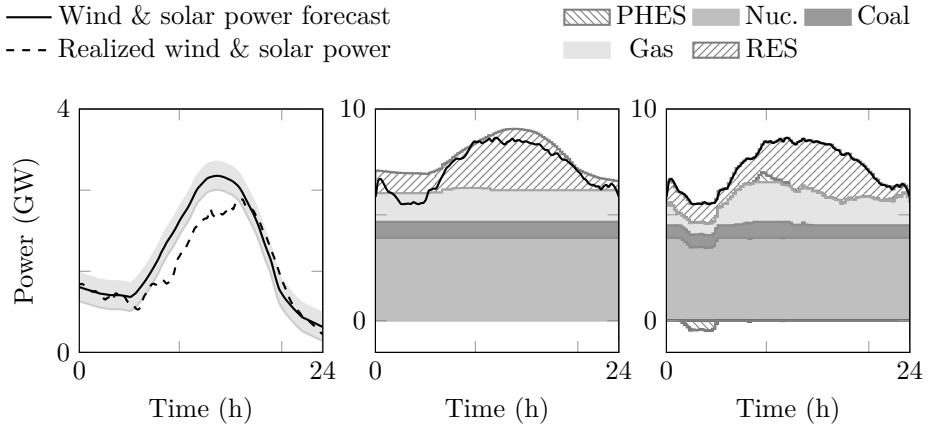 Wind & solar power forecast
Realized wind & solar power
PHES Nuc. Coal
Gas RES
4
0
0 24
Power (GW)
Time (h)
10
0
0 24
Time (h)
10
0
0 24
Time (h)